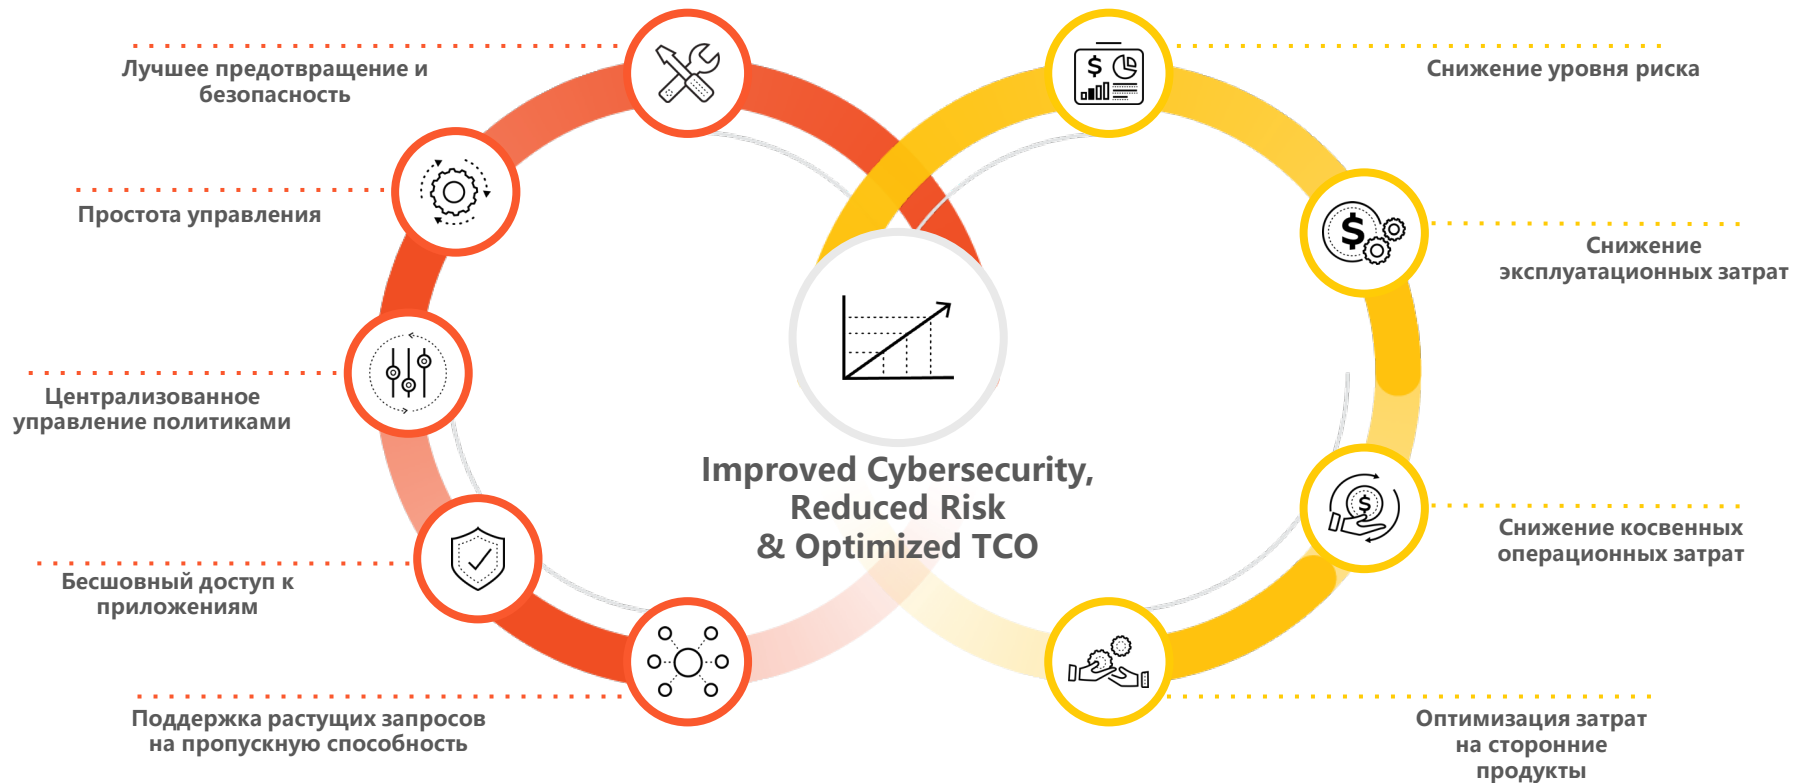 Лучшее предотвращение и
безопасность
Простота управления
Централизованное
управление политиками
Бесшовный доступ к
приложениям
Поддержка растущих запросов
на пропускную способность
$
$
$
Improved Cybersecurity,
Reduced Risk
& Optimized TCO
Снижение уровня риска
Снижение
эксплуатационных затрат
Снижение косвенных
операционных затрат
Оптимизация затрат
на сторонние
продукты